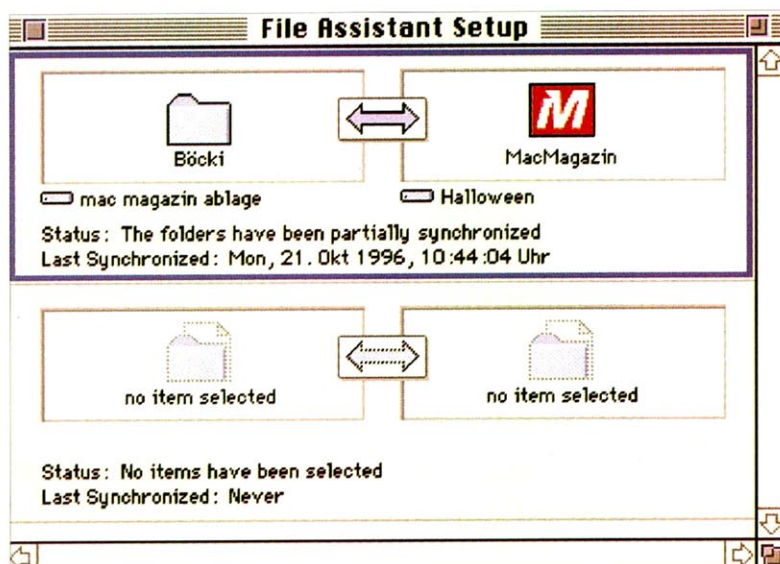 File Assistant Setup
M
Böcki
MacMagazin
mac magazin ablage
Halloween
Status: The folders have been partially synchronized
Last Synchronized: Mon, 21. Okt 1996, 10:44:04 Uhr
no item selected
no item selected
Status: No items have been selected
Last Synchronized: Never